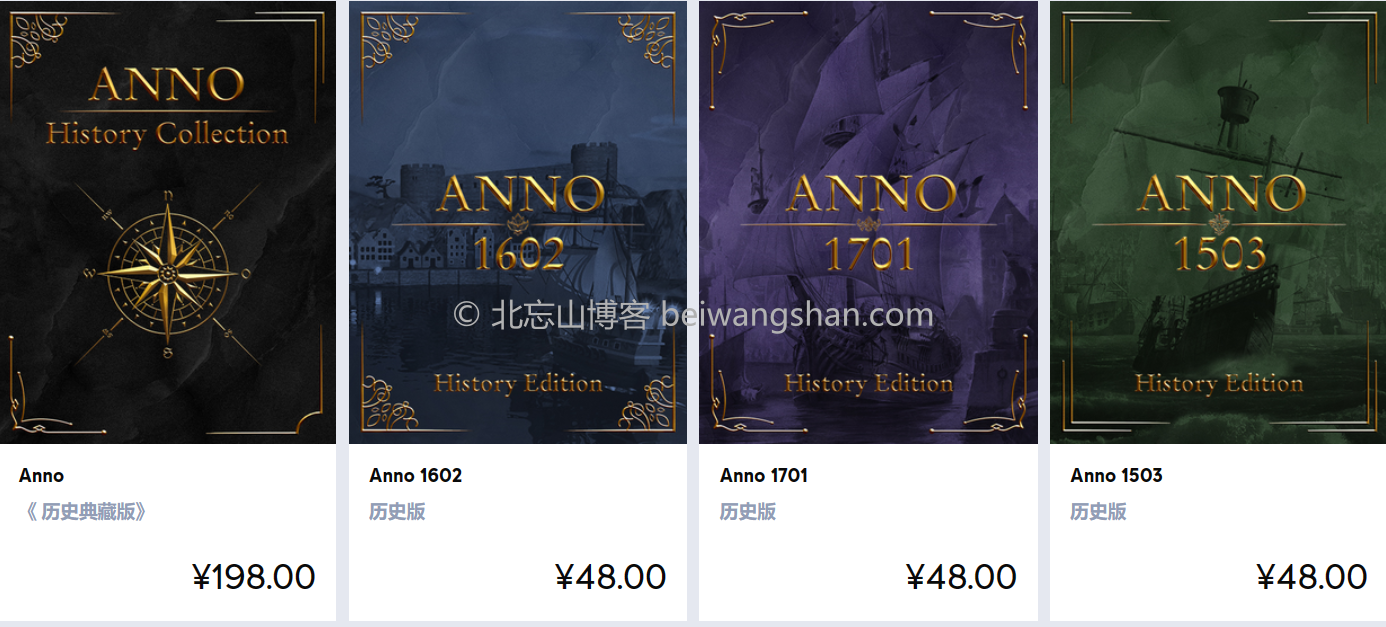 ANNO
History Collection
ANNO
1602
History Edition
ANNO
1701
History Edition
ANNO
1503
History Edition
© 北忘山博客 beiwangshan.com
Anno
《 历史典藏版》
¥198.00
Anno 1602
历史版
¥48.00
Anno 1701
历史版
¥48.00
Anno 1503
历史版
¥48.00